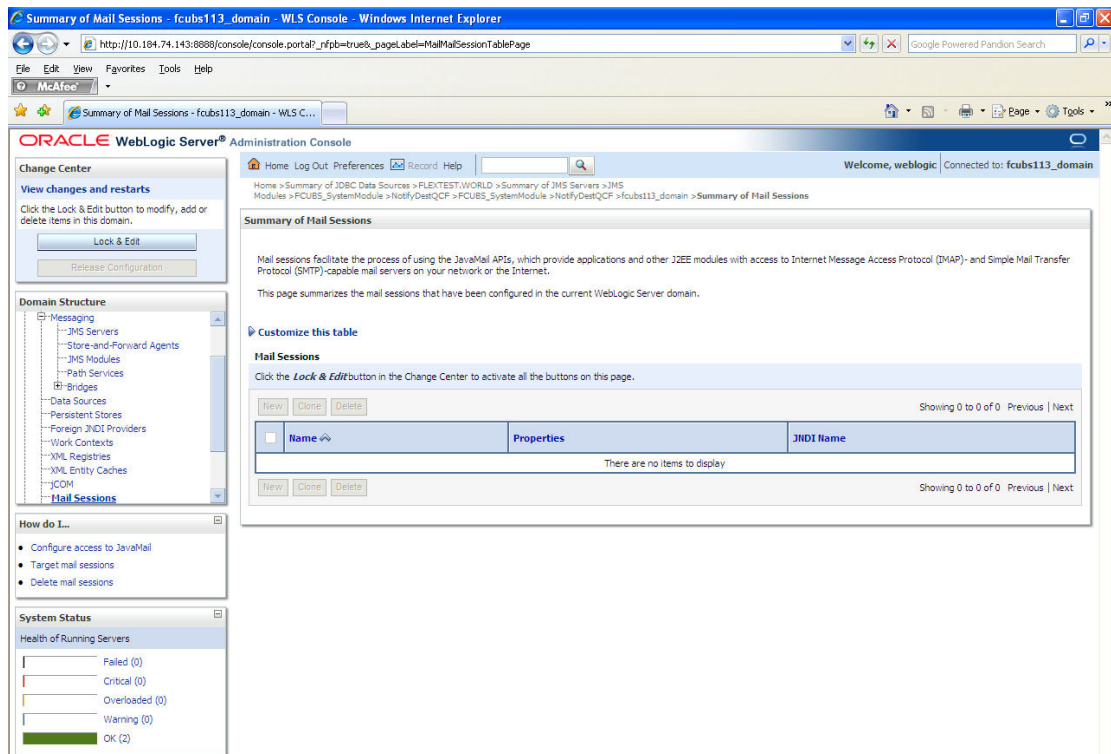 Summary of Mail Sessions - fcubs113_domain - WLS Console - Windows Internet Explorer
http://10.184.74.143:8888/console/console.portal?_nfpb=true&_pageLabel=MailMailSessionTablePage
Google Powered Pandion Search
File Edit View Favorites Tools Help
McAfee
Summary of Mail Sessions - fcubs113_domain - WLS C...
Page Tools »
ORACLE WebLogic Server® Administration Console
Change Center
View changes and restarts
Click the Lock & Edit button to modify, add or
delete items in this domain.
Lock & Edit
Release Configuration
Domain Structure
Messaging
JMS Servers
Store-and-Forward Agents
JMS Modules
Path Services
Bridges
Data Sources
Persistent Stores
Foreign JNDI Providers
Work Contexts
XML Registries
XML Entity Caches
jCOM
Mail Sessions
How do I...
Configure access to JavaMail
Target mail sessions
Delete mail sessions
System Status
Health of Running Servers
Failed (0)
Critical (0)
Overloaded (0)
Warning (0)
OK (2)
Home Log Out Preferences Record Help
Welcome, weblogic Connected to: fcubs113_domain
Home >Summary of JDBC Data Sources >FLEXTEST.WORLD >Summary of JMS Servers >JMS
Modules >FCUBS_SystemModule >NotifyDestQCF >FCUBS_SystemModule >NotifyDestQCF >fcubs113_domain >Summary of Mail Sessions
Summary of Mail Sessions
Mail sessions facilitate the process of using the JavaMail APIs, which provide applications and other J2EE modules with access to Internet Message Access Protocol (IMAP)- and Simple Mail Transfer
Protocol (SMTP)-capable mail servers on your network or the Internet.
This page summarizes the mail sessions that have been configured in the current WebLogic Server domain.
Customize this table
Mail Sessions
Click the Lock & Edit button in the Change Center to activate all the buttons on this page.
New Clone Delete Showing 0 to 0 of 0 Previous | Next
Name Properties JNDI Name
There are no items to display
New Clone Delete Showing 0 to 0 of 0 Previous | Next